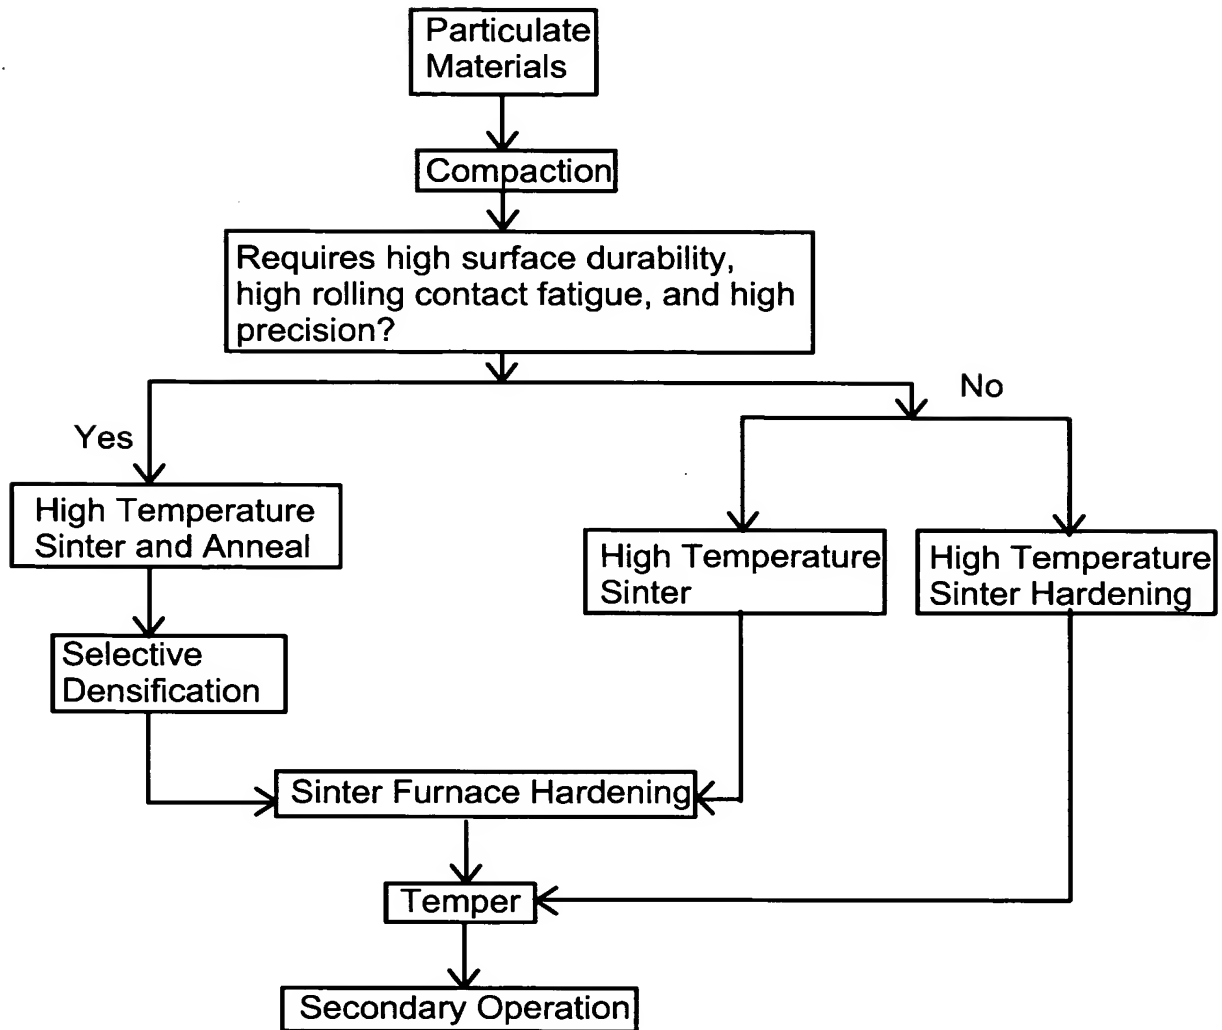 Particulate
Materials
Compaction
Requires high surface durability,
high rolling contact fatigue, and high
precision?
No
Yes
High Temperature
Sinter and Anneal
High Temperature
Sinter
High Temperature
Sinter Hardening
Selective
Densification
Sinter Furnace Hardening
Temper
Secondary Operation